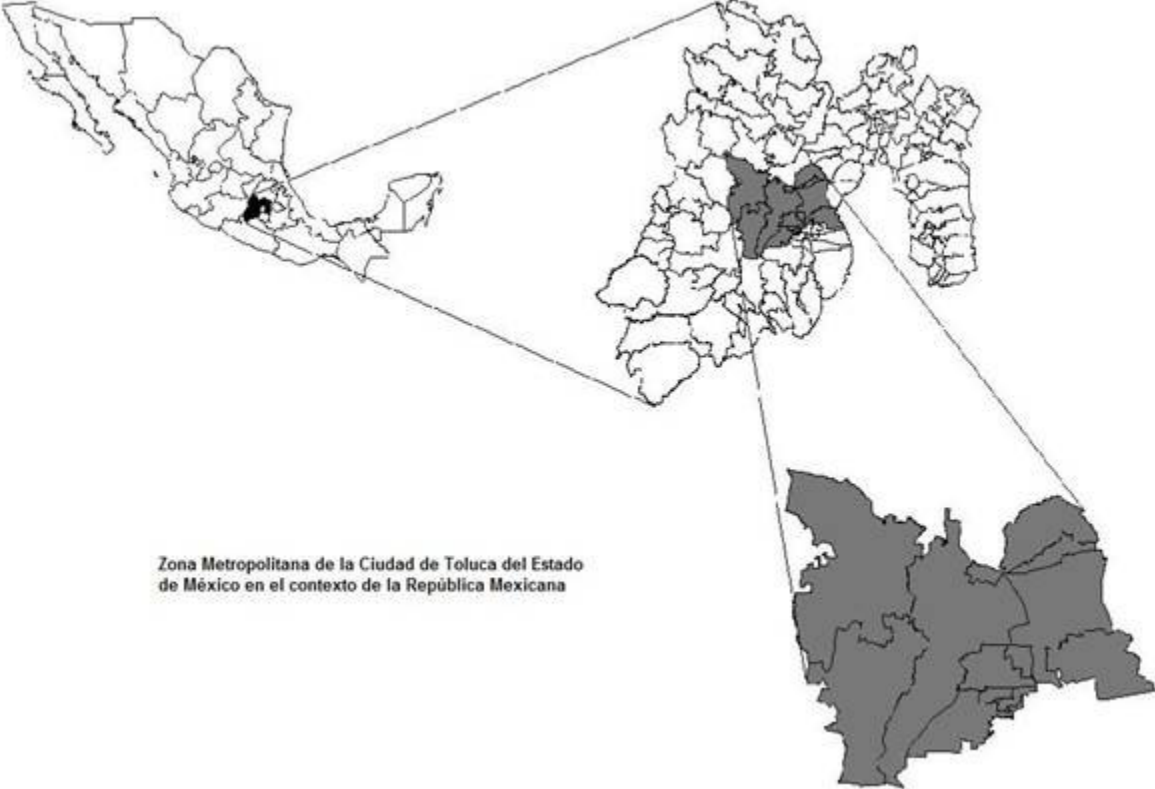 Zona Metropolitana de la Ciudad de Toluca del Estado
de México en el contexto de la República Mexicana